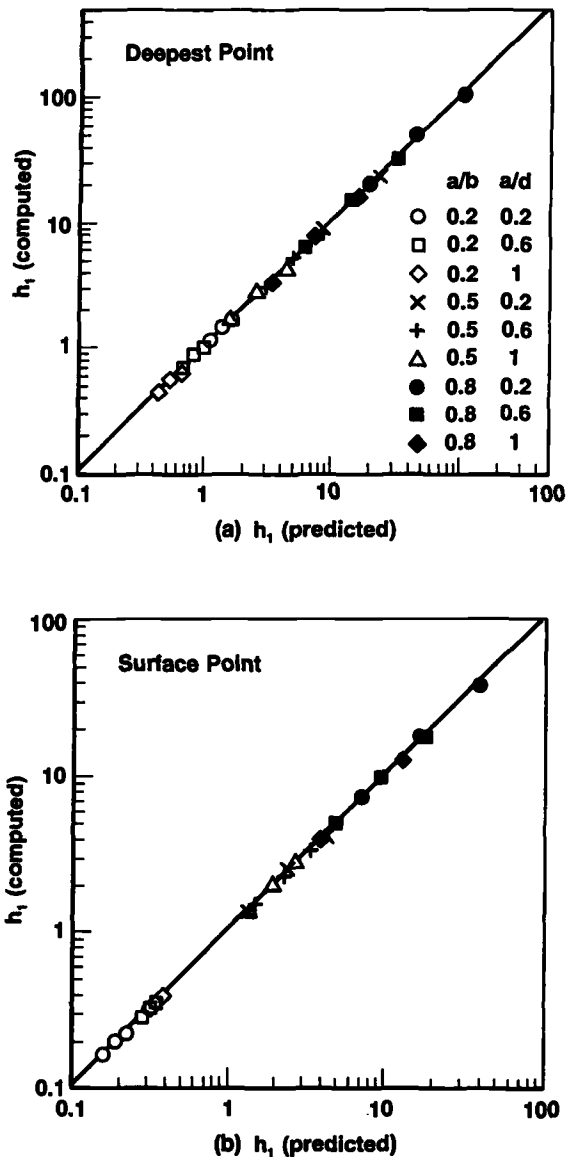 Deepest Point
100
10
1
0.1
h₁ (computed)
a/b a/d
○ 0.2 0.2
□ 0.2 0.6
◇ 0.2 1
× 0.5 0.2
+ 0.5 0.6
△ 0.5 1
● 0.8 0.2
■ 0.8 0.6
◆ 0.8 1
0.1 1 10 100
(a) h₁ (predicted)
Surface Point
100
10
1
0.1
h₁ (computed)
0.1 1 10 100
(b) h₁ (predicted)